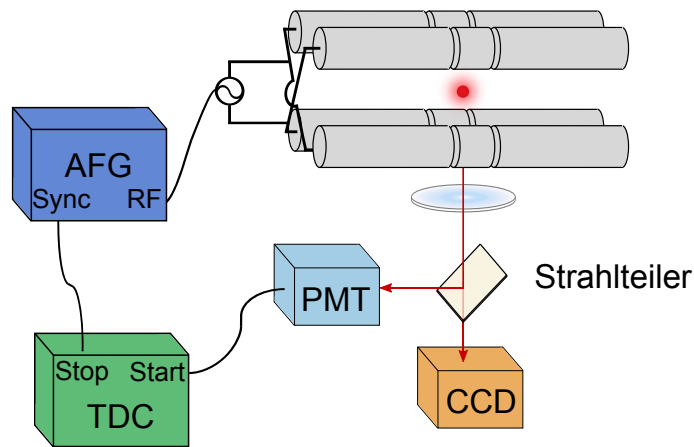 AFG
Sync RF
Strahlteiler
PMT
Stop Start
TDC
CCD